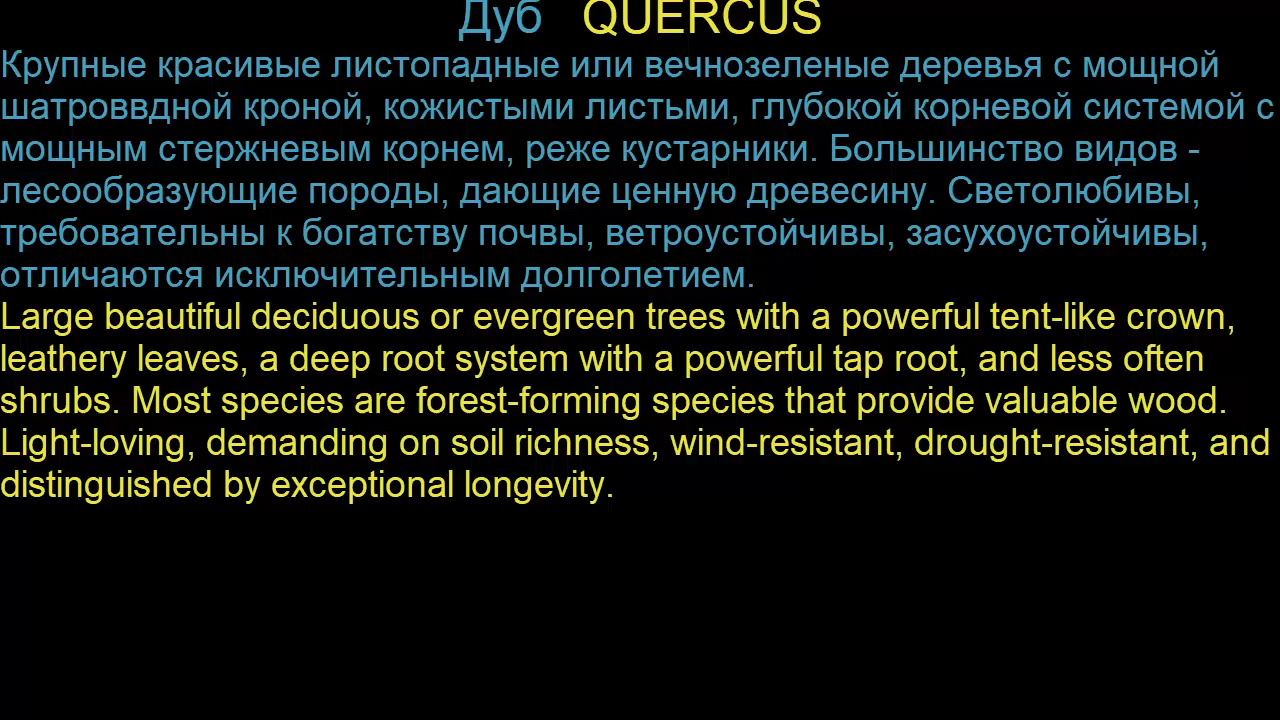 Дуб QUERCUS
Крупные красивые листопадные или вечнозеленые деревья с мощной
шатроввдной кроной, кожистыми листьми, глубокой корневой системой с
мощным стержневым корнем, реже кустарники. Большинство видов -
лесообразующие породы, дающие ценную древесину. Светолюбивы,
требовательны к богатству почвы, ветроустойчивы, засухоустойчивы,
отличаются исключительным долголетием.
Large beautiful deciduous or evergreen trees with a powerful tent-like crown,
leathery leaves, a deep root system with a powerful tap root, and less often
shrubs. Most species are forest-forming species that provide valuable wood.
Light-loving, demanding on soil richness, wind-resistant, drought-resistant, and
distinguished by exceptional longevity.